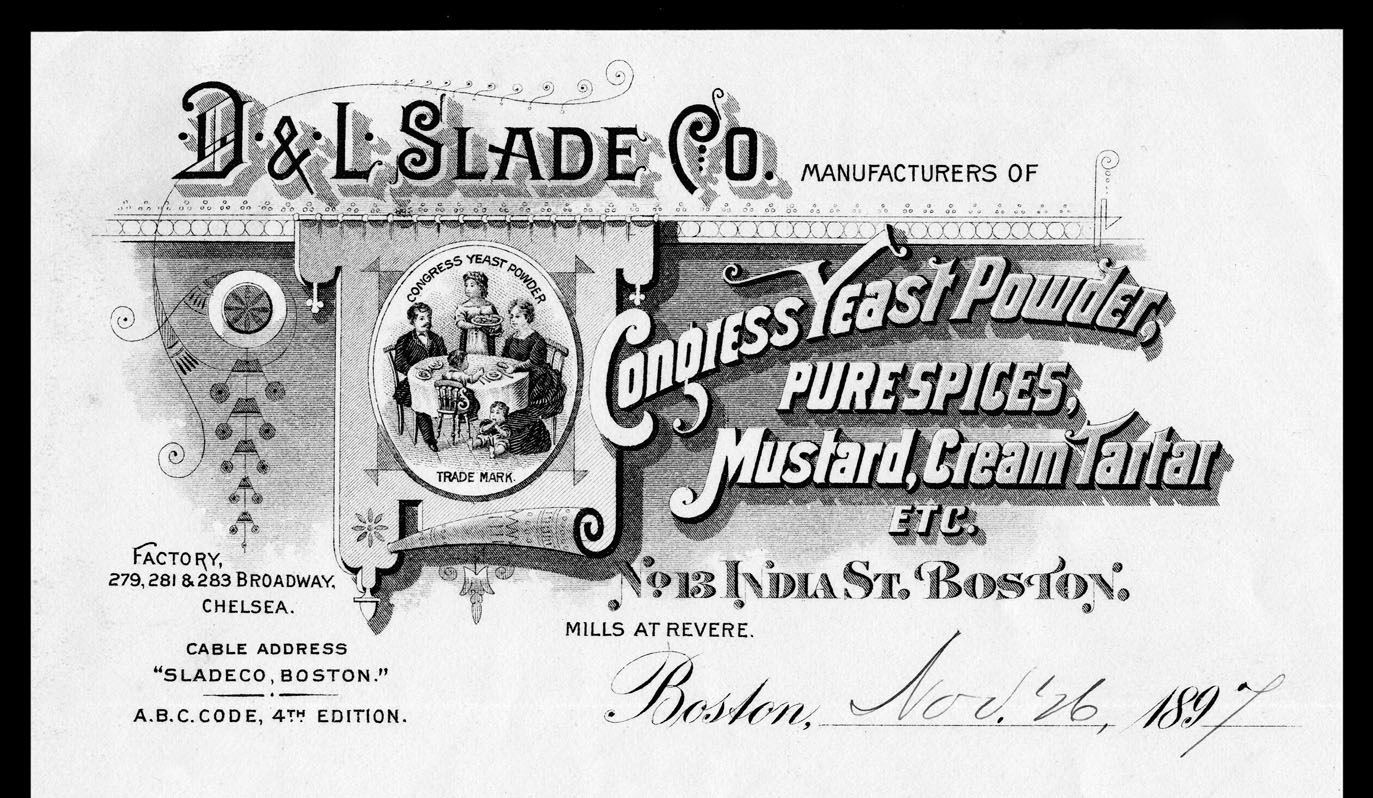 D. & L. SLADE CO. MANUFACTURERS OF
CONGRESS YEAST POWDER
TRADE MARK.
Congress Yeast Powder,
PURE SPICES,
Mustard, Cream Tartar
ETC.
No. 13 INDIA ST. BOSTON.
MILLS AT REVERE.
FACTORY,
279, 281 & 283 BROADWAY,
CHELSEA.
CABLE ADDRESS
"SLADECO, BOSTON."
A.B.C. CODE, 4TH EDITION.
Boston, Nov. 26, 1897